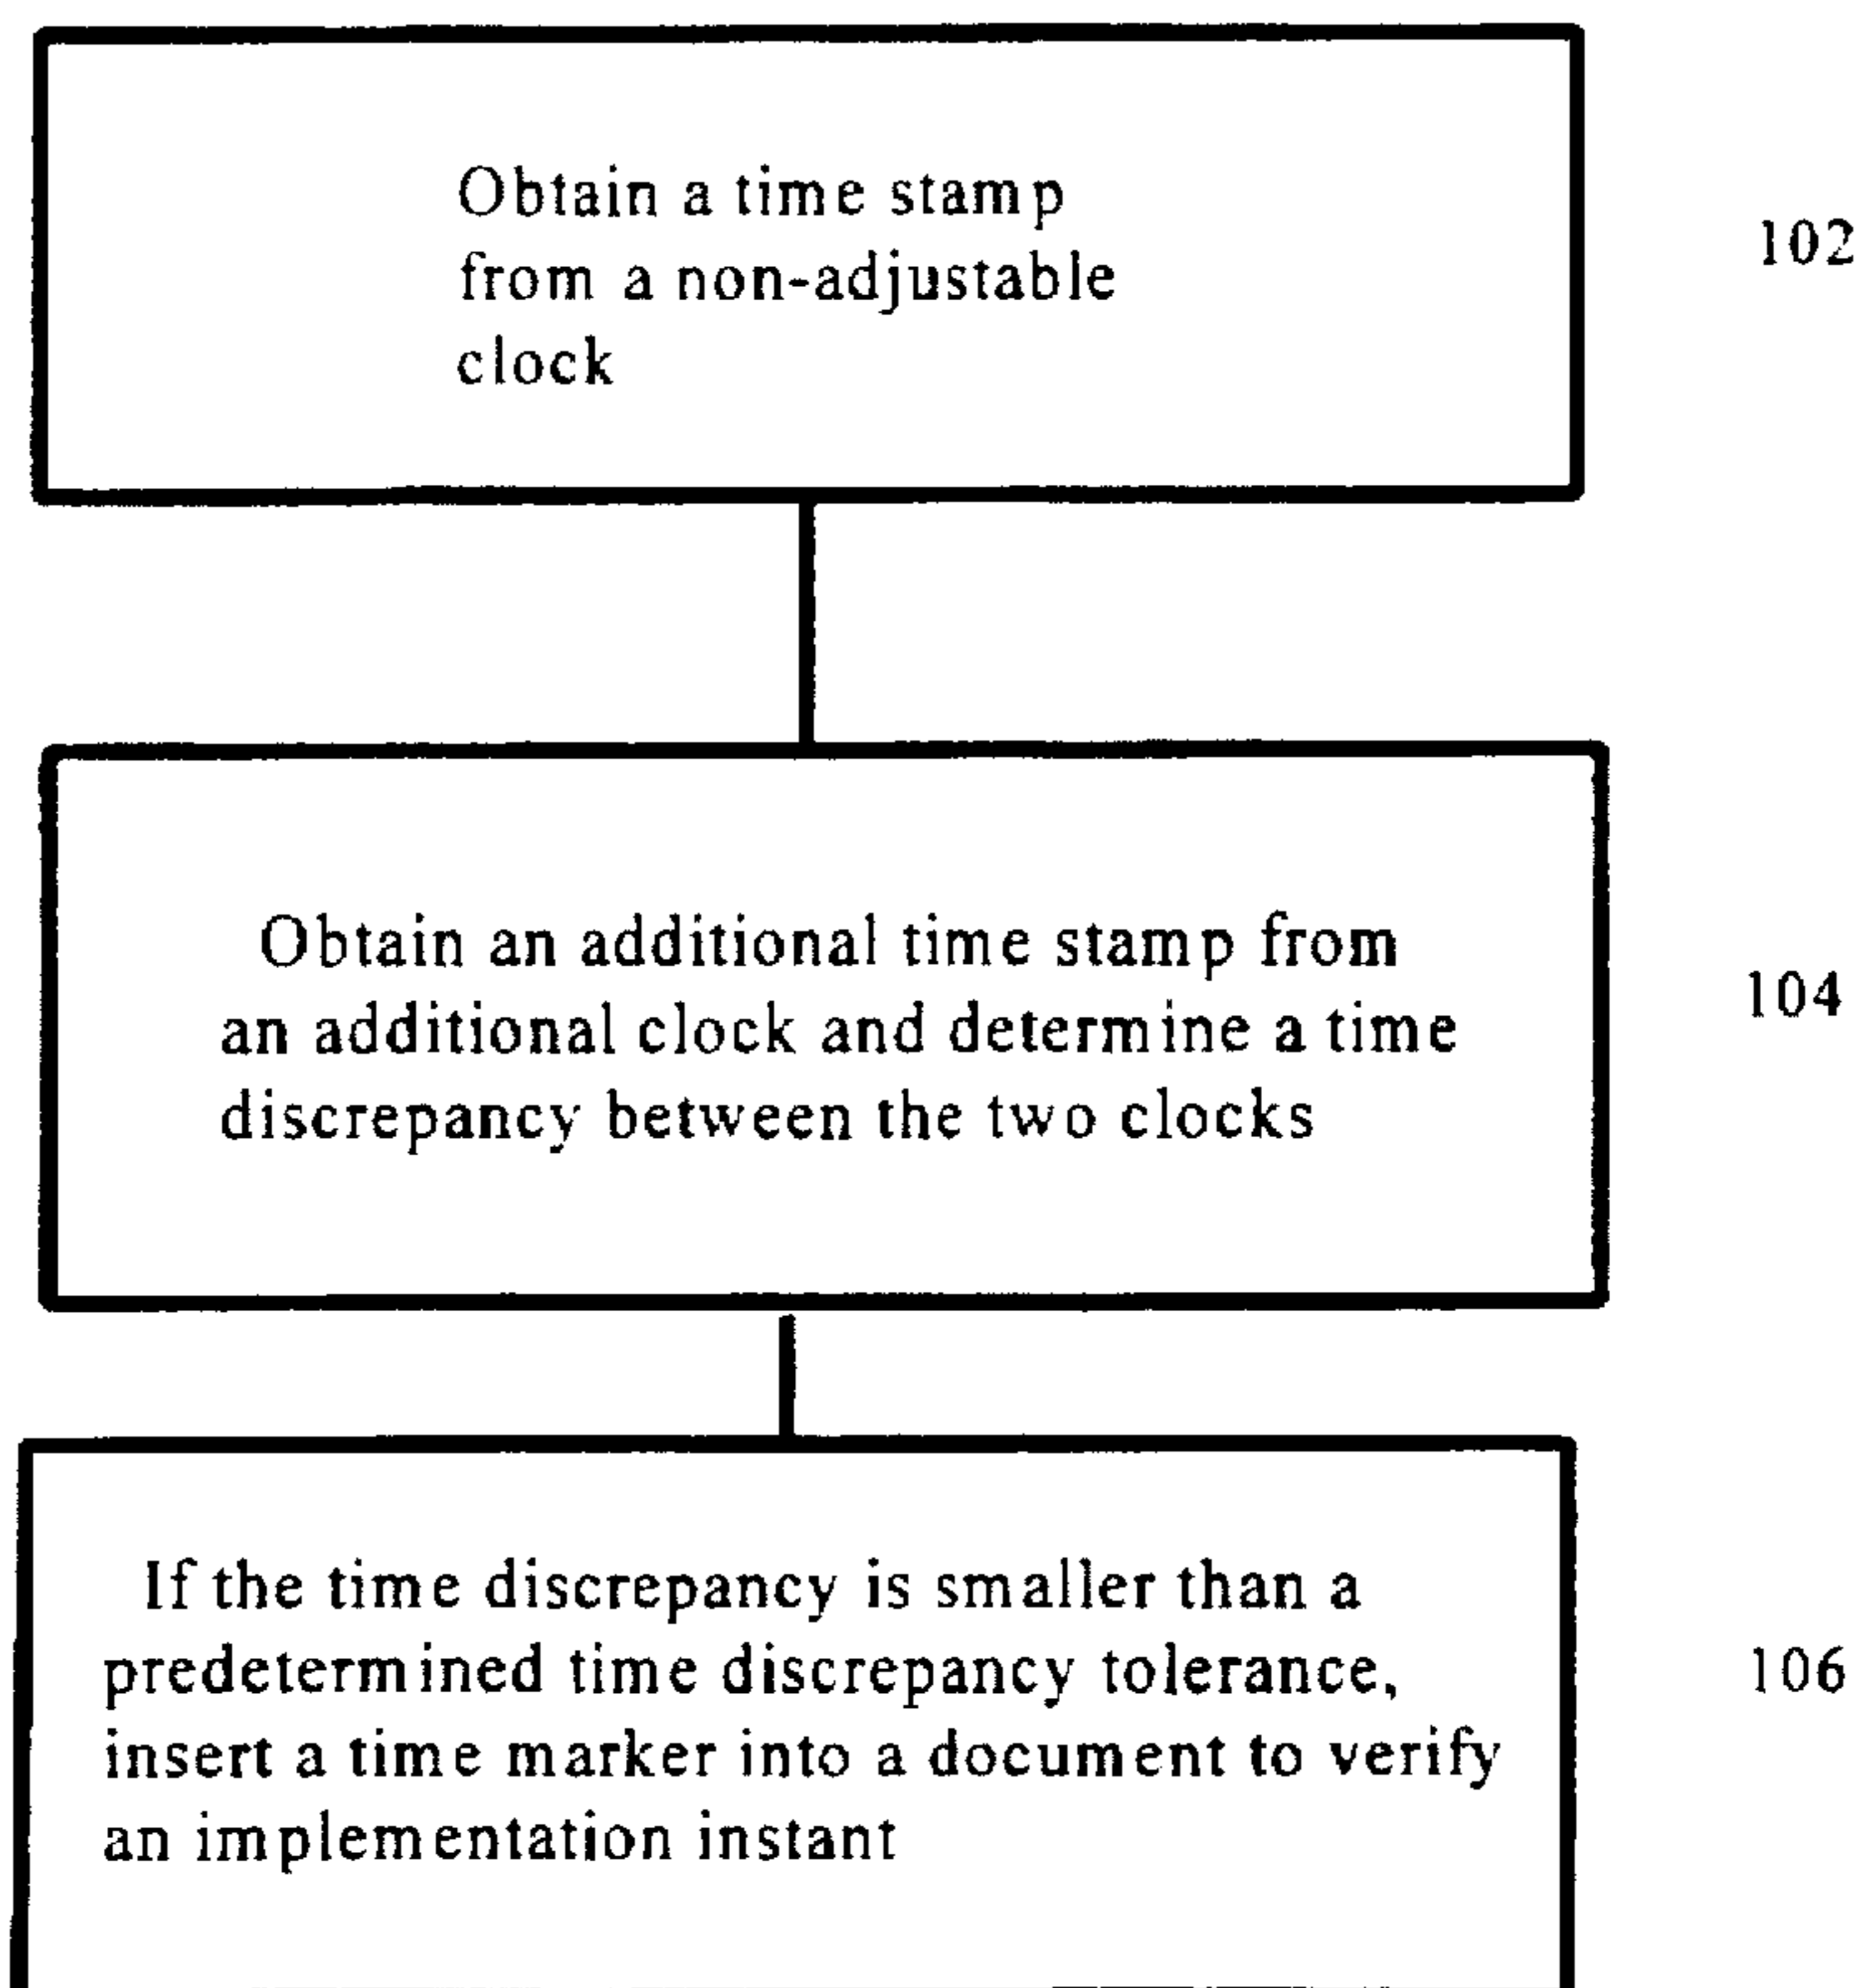 Obtain a time stamp
from a non-adjustable
clock
102
Obtain an additional time stamp from
an additional clock and determine a time
discrepancy between the two clocks
104
If the time discrepancy is smaller than a
predetermined time discrepancy tolerance,
insert a time marker into a document to verify
an implementation instant
106